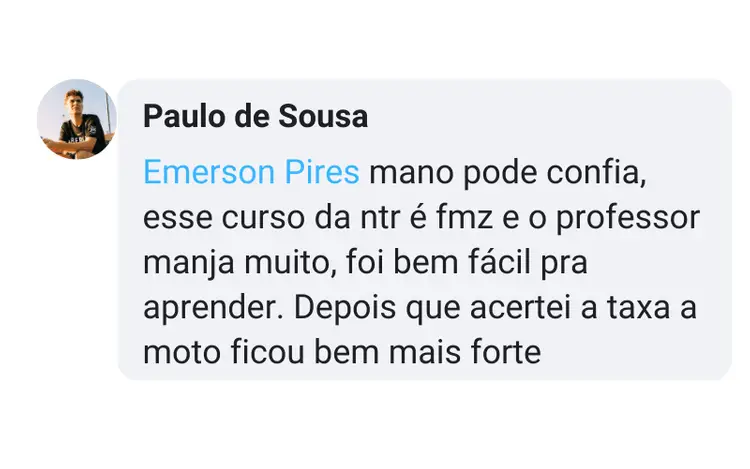 Paulo de Sousa
Emerson Pires mano pode confia,
esse curso da ntr é fmz e o professor
manja muito, foi bem fácil pra
aprender. Depois que acertei a taxa a
moto ficou bem mais forte